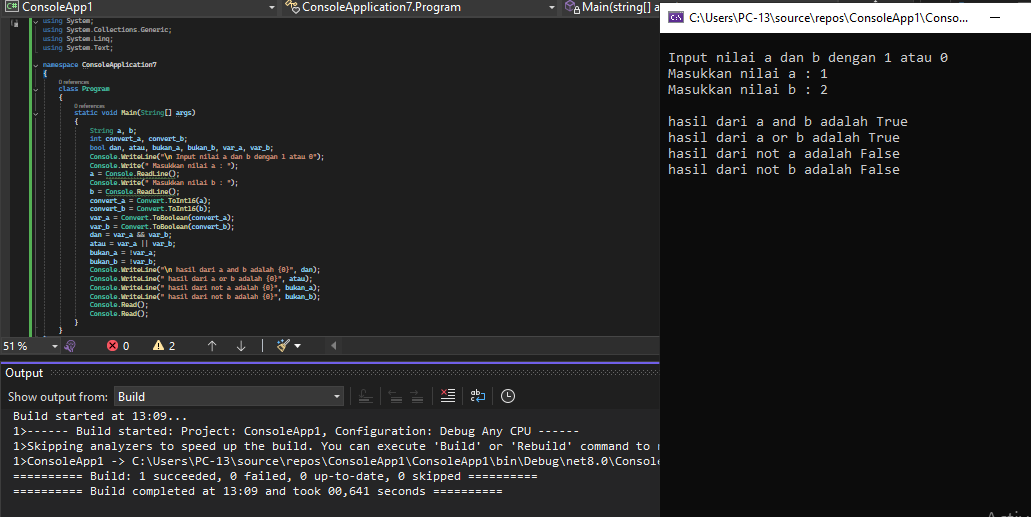 ConsoleApp1 ConsoleApplication7.Program Main(string[] a
using System;
using System.Collections.Generic;
using System.Linq;
using System.Text;
namespace ConsoleApplication7
{
0 references
class Program
{
0 references
static void Main(String[] args)
{
String a, b;
int convert_a, convert_b;
bool dan, atau, bukan_a, bukan_b, var_a, var_b;
Console.WriteLine("\n Input nilai a dan b dengan 1 atau 0");
Console.Write(" Masukkan nilai a : ");
a = Console.ReadLine();
Console.Write(" Masukkan nilai b : ");
b = Console.ReadLine();
convert_a = Convert.ToInt16(a);
convert_b = Convert.ToInt16(b);
var_a = Convert.ToBoolean(convert_a);
var_b = Convert.ToBoolean(convert_b);
dan = var_a && var_b;
atau = var_a || var_b;
bukan_a = !var_a;
bukan_b = !var_b;
Console.WriteLine("\n hasil dari a and b adalah {0}", dan);
Console.WriteLine(" hasil dari a or b adalah {0}", atau);
Console.WriteLine(" hasil dari not a adalah {0}", bukan_a);
Console.WriteLine(" hasil dari not b adalah {0}", bukan_b);
Console.Read();
Console.Read();
}
}
51 % 0 2
Output
Show output from: Build
Build started at 13:09...
1>------ Build started: Project: ConsoleApp1, Configuration: Debug Any CPU ------
1>Skipping analyzers to speed up the build. You can execute 'Build' or 'Rebuild' command to
1>ConsoleApp1 -> C:\Users\PC-13\source\repos\ConsoleApp1\ConsoleApp1\bin\Debug\net8.0\Consol
========== Build: 1 succeeded, 0 failed, 0 up-to-date, 0 skipped ==========
========== Build completed at 13:09 and took 00,641 seconds ==========
C:\Users\PC-13\source\repos\ConsoleApp1\Conso...
Input nilai a dan b dengan 1 atau 0
Masukkan nilai a : 1
Masukkan nilai b : 2
hasil dari a and b adalah True
hasil dari a or b adalah True
hasil dari not a adalah False
hasil dari not b adalah False